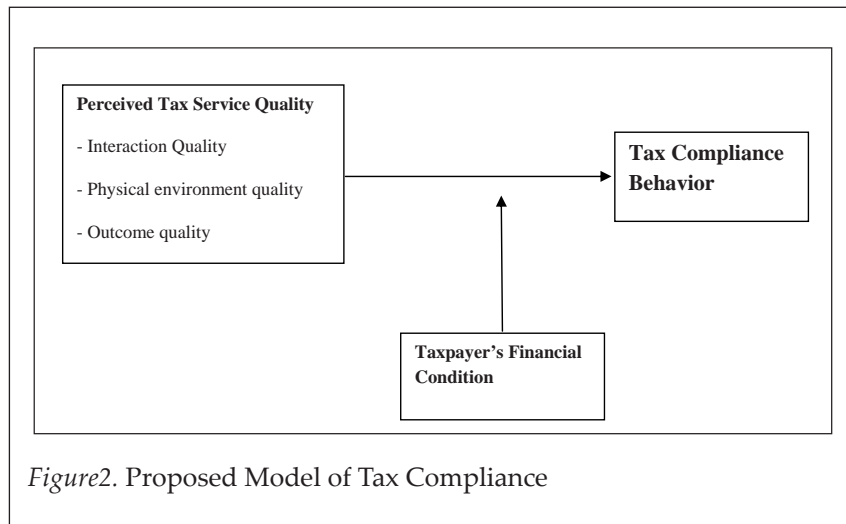 Perceived Tax Service Quality
- Interaction Quality
- Physical environment quality
- Outcome quality
Tax Compliance
Behavior
Taxpayer’s Financial
Condition
Figure2. Proposed Model of Tax Compliance